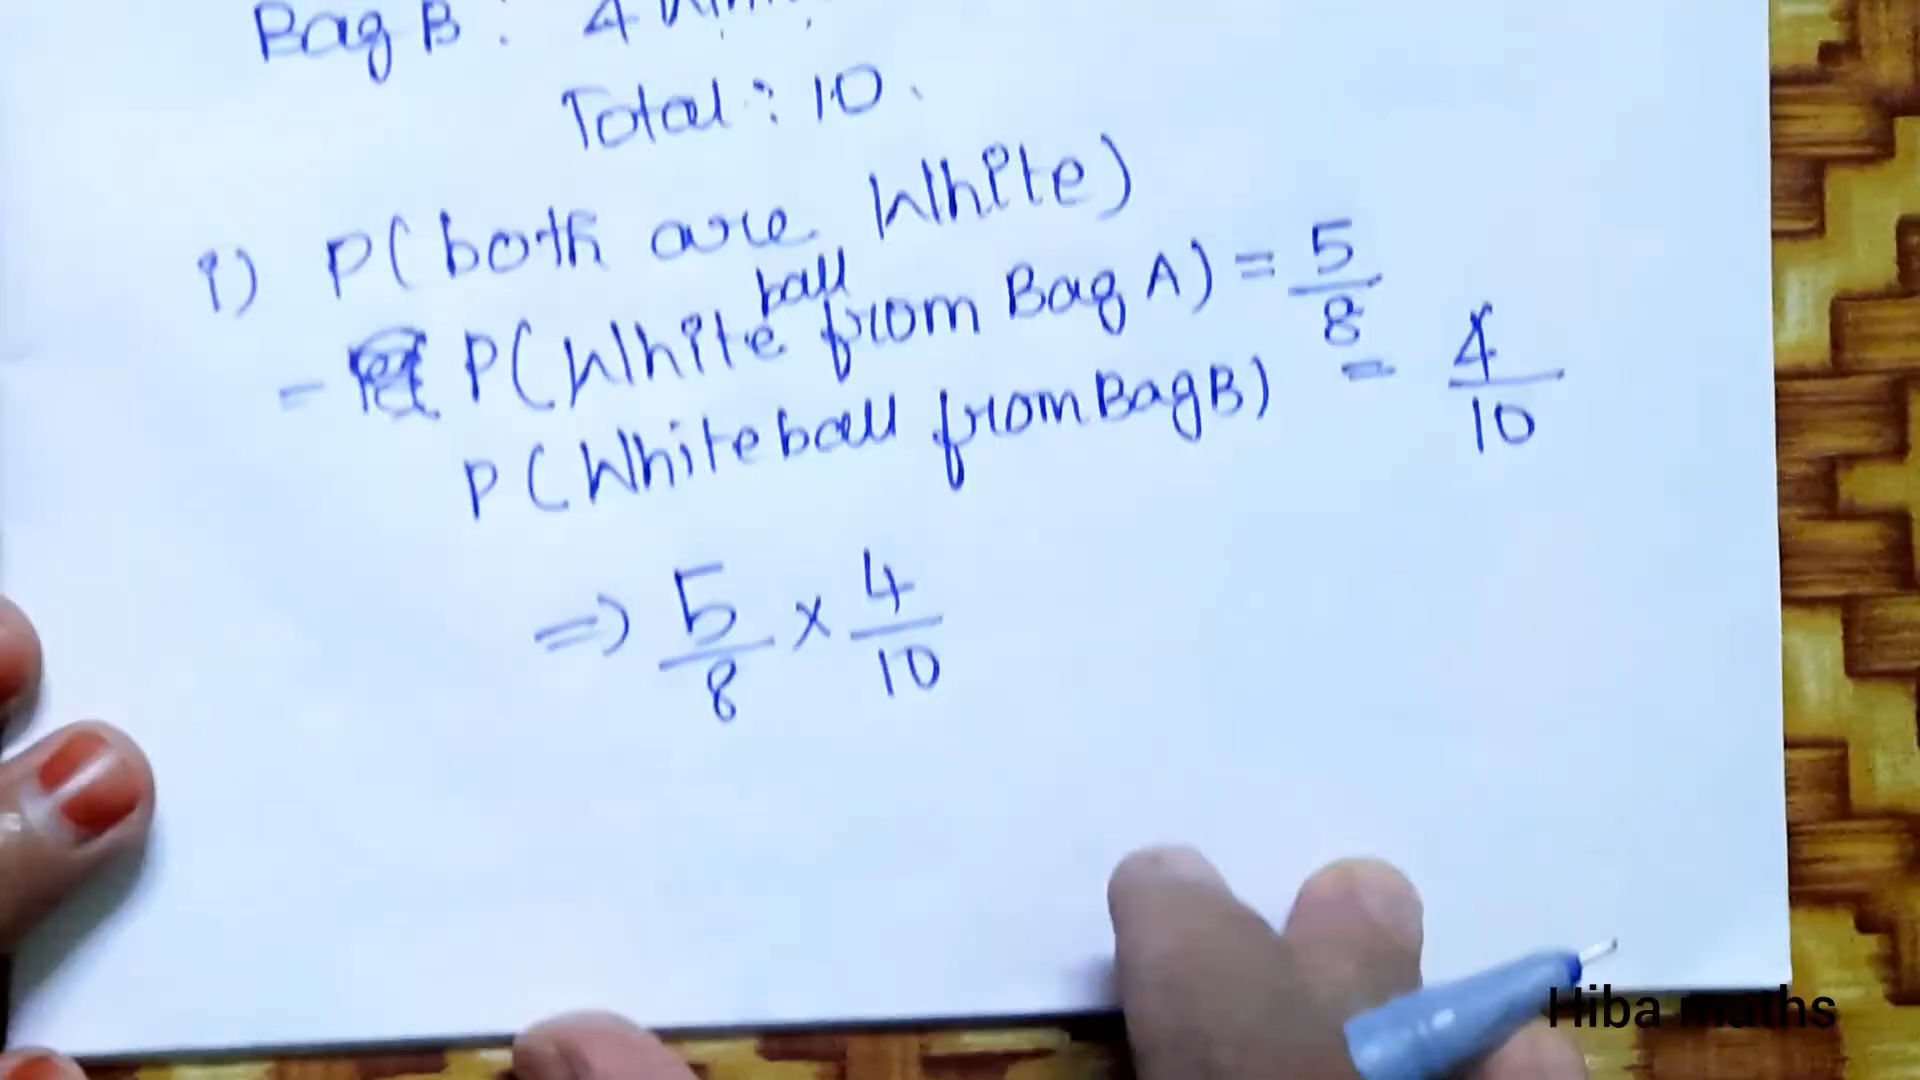 Bag B : 4
Total : 10.
i) P(both are White)
ball
- P(White from Bag A) = 5/8
P(White ball from Bag B) = 4/10
=> 5/8 x 4/10
Hiba maths